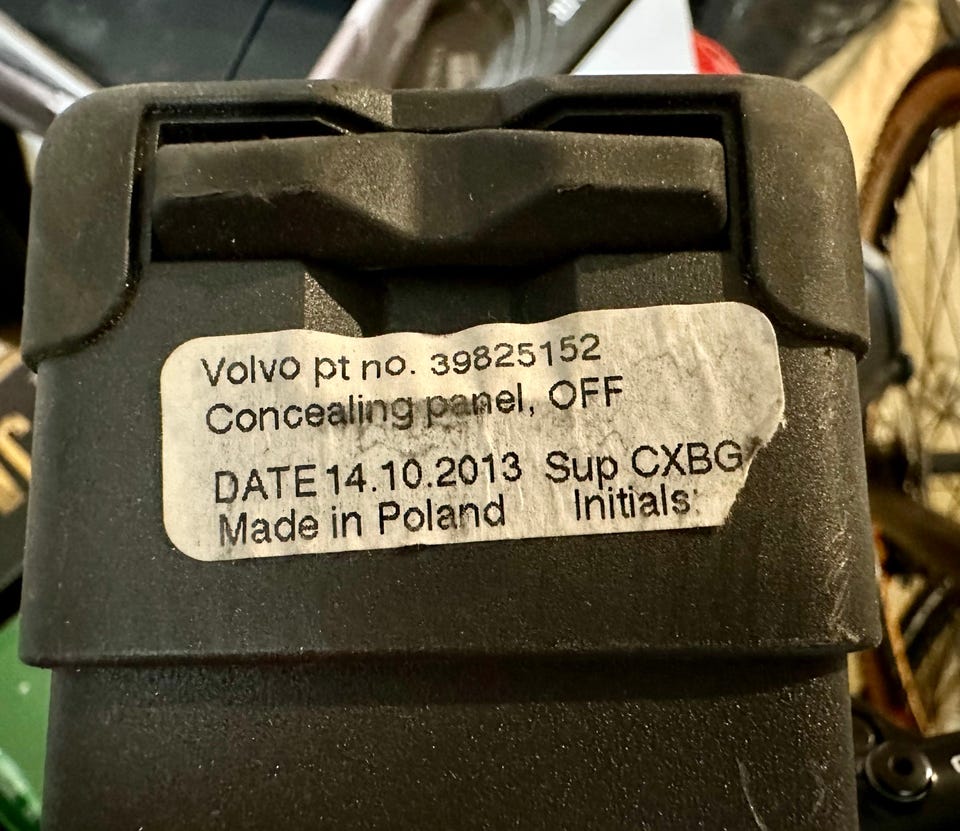 Volvo pt no. 39825152
Concealing panel, OFF
DATE 14.10.2013 Sup CXBG
Made in Poland Initials: